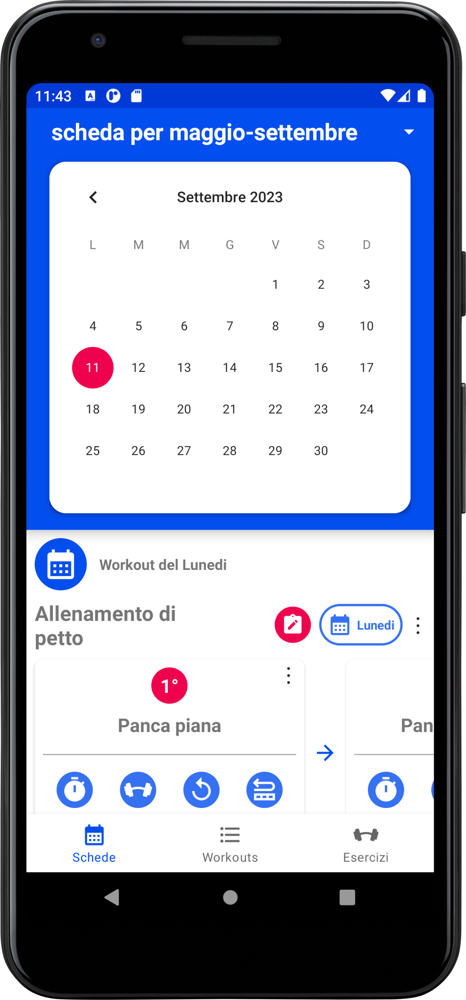 11:43
scheda per maggio-settembre
Settembre 2023
L M M G V S D
1 2 3
4 5 6 7 8 9 10
11 12 13 14 15 16 17
18 19 20 21 22 23 24
25 26 27 28 29 30
Workout del Lunedi
Allenamento di
petto
Lunedi
1°
Panca piana
Pan
Schede Workouts Esercizi